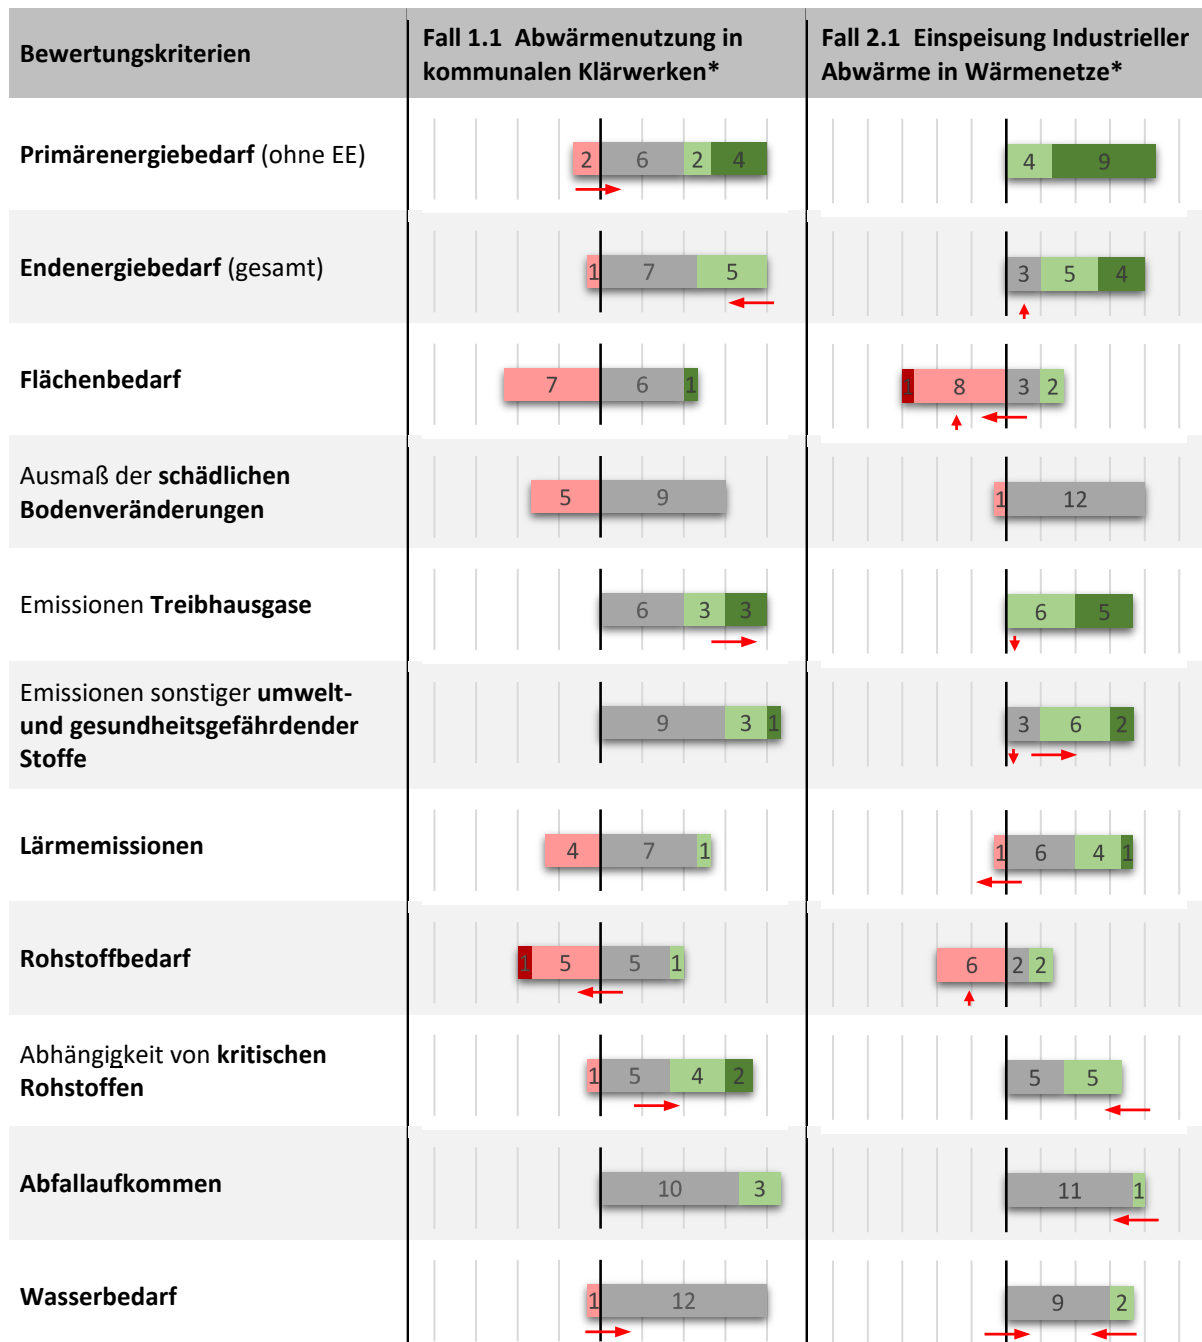 Bewertungskriterien
Fall 1.1 Abwärmenutzung in
kommunalen Klärwerken*
Fall 2.1 Einspeisung Industrieller
Abwärme in Wärmenetze*
Primärenergiebedarf (ohne EE)
2 6 2 4
4 9
Endenergiebedarf (gesamt)
1 7 5
3 5 4
Flächenbedarf
7 6 1
1 8 3 2
Ausmaß der schädlichen
Bodenveränderungen
5 9
1 12
Emissionen Treibhausgase
6 3 3
6 5
Emissionen sonstiger umwelt-
und gesundheitsgefährdender
Stoffe
9 3 1
3 6 2
Lärmemissionen
4 7 1
1 6 4 1
Rohstoffbedarf
1 5 5 1
6 2 2
Abhängigkeit von kritischen
Rohstoffen
1 5 4 2
5 5
Abfallaufkommen
10 3
11 1
Wasserbedarf
1 12
9 2